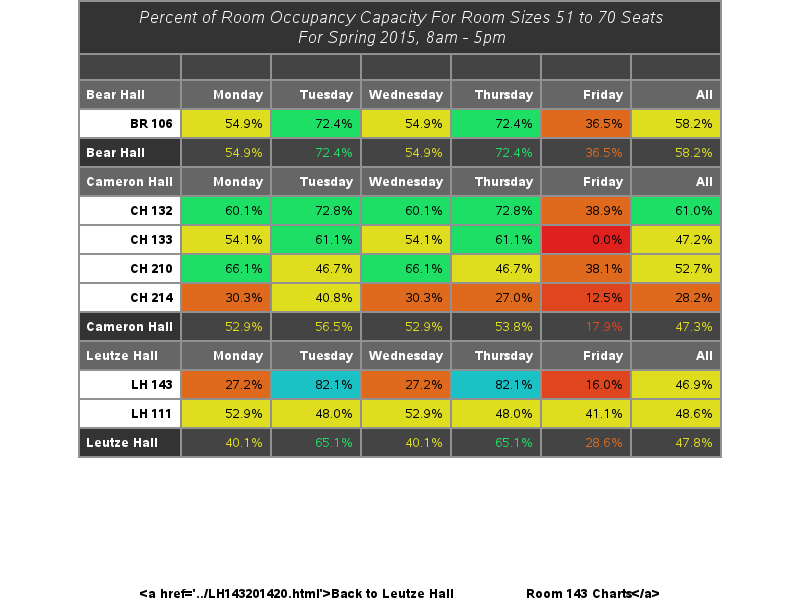 Percent of Room Occupancy Capacity For Room Sizes 51 to 70 Seats
For Spring 2015, 8am - 5pm
Bear Hall Monday Tuesday Wednesday Thursday Friday All
BR 106 54.9% 72.4% 54.9% 72.4% 36.5% 58.2%
Bear Hall 54.9% 72.4% 54.9% 72.4% 36.5% 58.2%
Cameron Hall Monday Tuesday Wednesday Thursday Friday All
CH 132 60.1% 72.8% 60.1% 72.8% 38.9% 61.0%
CH 133 54.1% 61.1% 54.1% 61.1% 0.0% 47.2%
CH 210 66.1% 46.7% 66.1% 46.7% 38.1% 52.7%
CH 214 30.3% 40.8% 30.3% 27.0% 12.5% 28.2%
Cameron Hall 52.9% 56.5% 52.9% 53.8% 17.9% 47.3%
Leutze Hall Monday Tuesday Wednesday Thursday Friday All
LH 143 27.2% 82.1% 27.2% 82.1% 16.0% 46.9%
LH 111 52.9% 48.0% 52.9% 48.0% 41.1% 48.6%
Leutze Hall 40.1% 65.1% 40.1% 65.1% 28.6% 47.8%
<a href='../LH143201420.html'>Back to Leutze Hall Room 143 Charts</a>